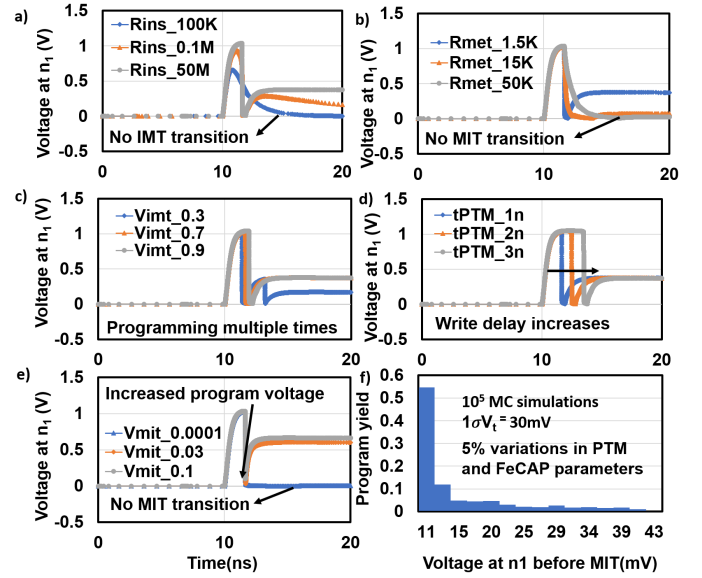 a)
Voltage at n1 (V)
1.5
1
0.5
0
-0.5
Rins_100K
Rins_0.1M
Rins_50M
No IMT transition
0
10
20
b)
Voltage at n1 (V)
1.5
1
0.5
0
-0.5
Rmet_1.5K
Rmet_15K
Rmet_50K
No MIT transition
0
10
20
c)
Voltage at n1 (V)
1.5
1
0.5
0
-0.5
Vimt_0.3
Vimt_0.7
Vimt_0.9
Programming multiple times
0
10
20
d)
Voltage at n1 (V)
1.5
1
0.5
0
-0.5
tPTM_1n
tPTM_2n
tPTM_3n
Write delay increases
0
10
20
e)
Voltage at n1 (V)
1.5
1
0.5
0
-0.5
Increased program voltage
Vmit_0.0001
Vmit_0.03
Vmit_0.1
No MIT transition
0
10
20
Time(ns)
f)
Program yield
0.6
0.5
0.4
0.3
0.2
0.1
0
10⁵ MC simulations
1σVt = 30mV
5% variations in PTM
and FeCAP parameters
11
15
20
25
29
34
39
43
Voltage at n1 before MIT(mV)